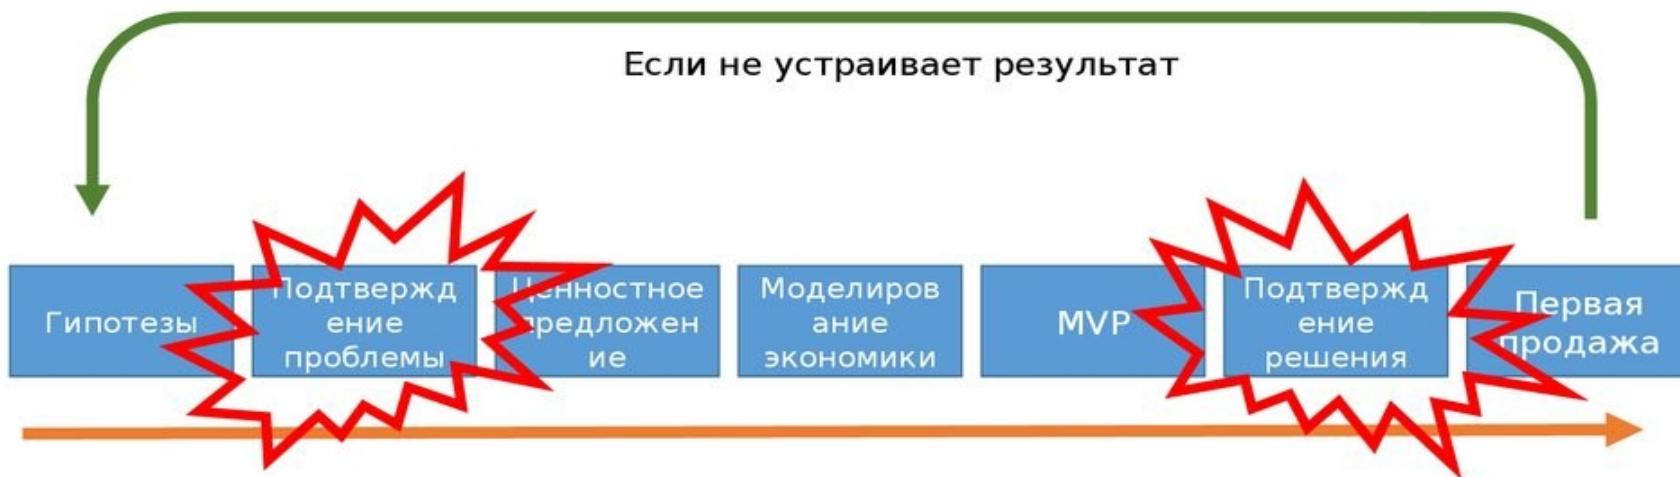 Если не устраивает результат
Гипотезы
Подтвержд
ение
проблемы
Ценностное
предложен
ие
Моделиров
ание
экономики
MVP
Подтвержд
ение
решения
Первая
продажа